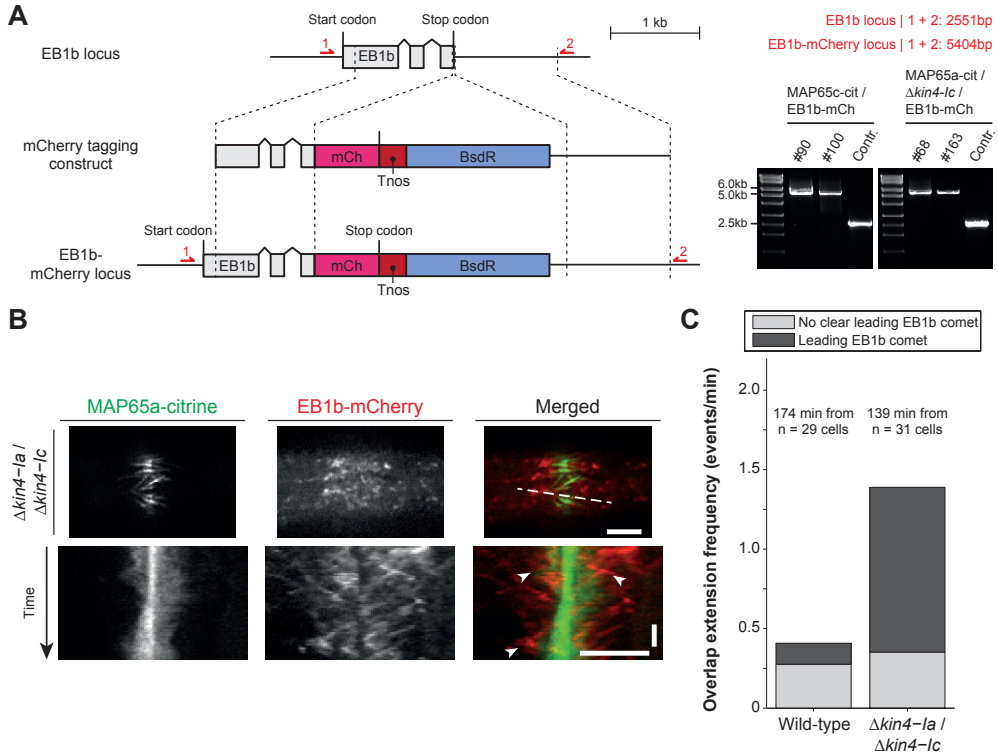 A
Start codon
Stop codon
1 kb
EB1b locus
1
EB1b
2
mCherry tagging
construct
mCh
BsdR
Tnos
Start codon
Stop codon
EB1b-
mCherry locus
1
EB1b
mCh
BsdR
2
Tnos
EB1b locus | 1 + 2: 2551bp
EB1b-mCherry locus | 1 + 2: 5404bp
MAP65c-cit /
EB1b-mCh
MAP65a-cit /
Δkin4-Ic /
EB1b-mCh
#90
#100
Contr.
#68
#163
Contr.
6.0kb
5.0kb
2.5kb
B
MAP65a-citrine
EB1b-mCherry
Merged
Δkin4−Ia /
Δkin4−Ic
Time
C
No clear leading EB1b comet
Leading EB1b comet
Overlap extension frequency (events/min)
2.0
1.5
1.0
0.5
0
174 min from
n = 29 cells
139 min from
n = 31 cells
Wild-type
Δkin4−Ia /
Δkin4−Ic